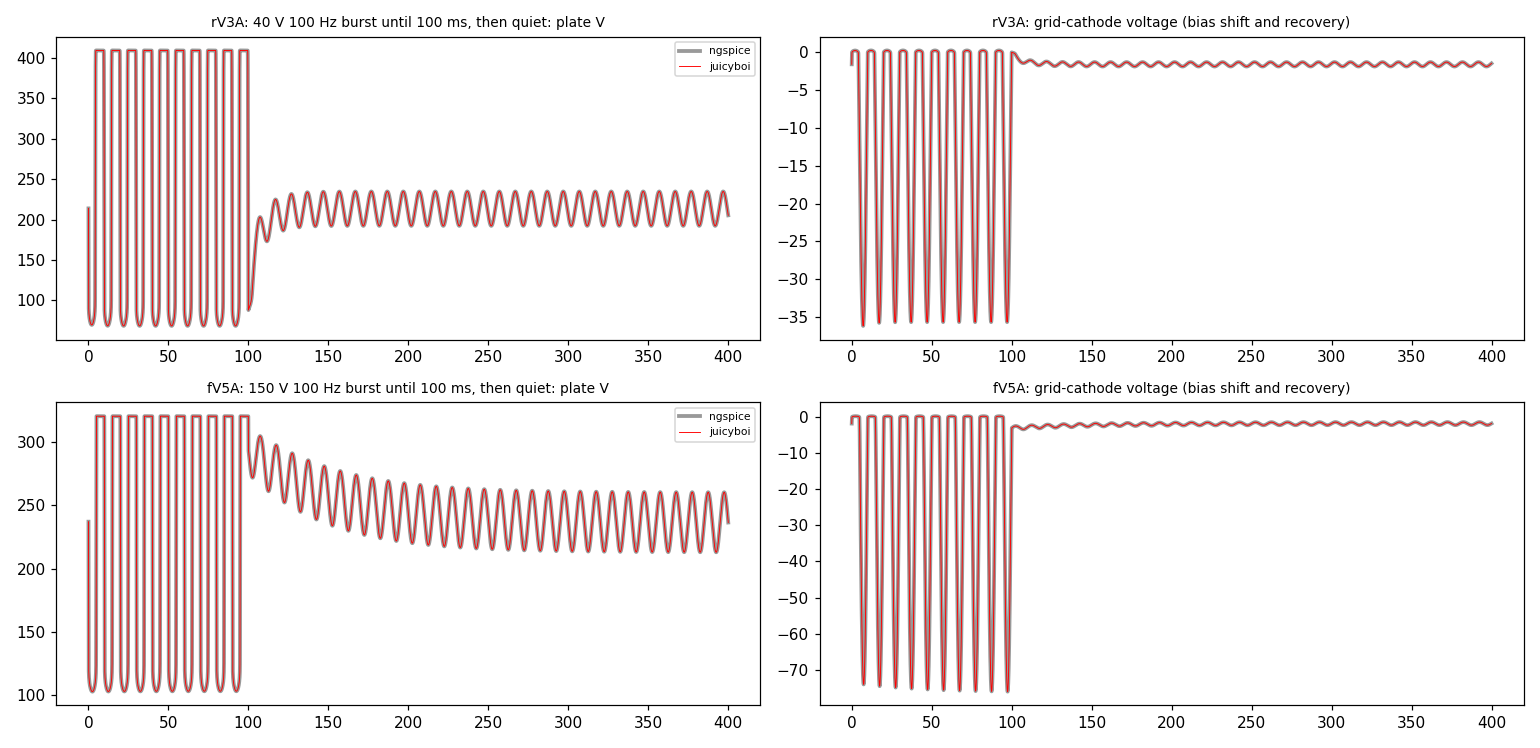 rV3A: 40 V 100 Hz burst until 100 ms, then quiet: plate V
400
350
300
250
200
150
100
ngspice
juicyboi
0 50 100 150 200 250 300 350 400
rV3A: grid-cathode voltage (bias shift and recovery)
0
−5
−10
−15
−20
−25
−30
−35
0 50 100 150 200 250 300 350 400
fV5A: 150 V 100 Hz burst until 100 ms, then quiet: plate V
300
250
200
150
100
ngspice
juicyboi
0 50 100 150 200 250 300 350 400
fV5A: grid-cathode voltage (bias shift and recovery)
0
−10
−20
−30
−40
−50
−60
−70
0 50 100 150 200 250 300 350 400